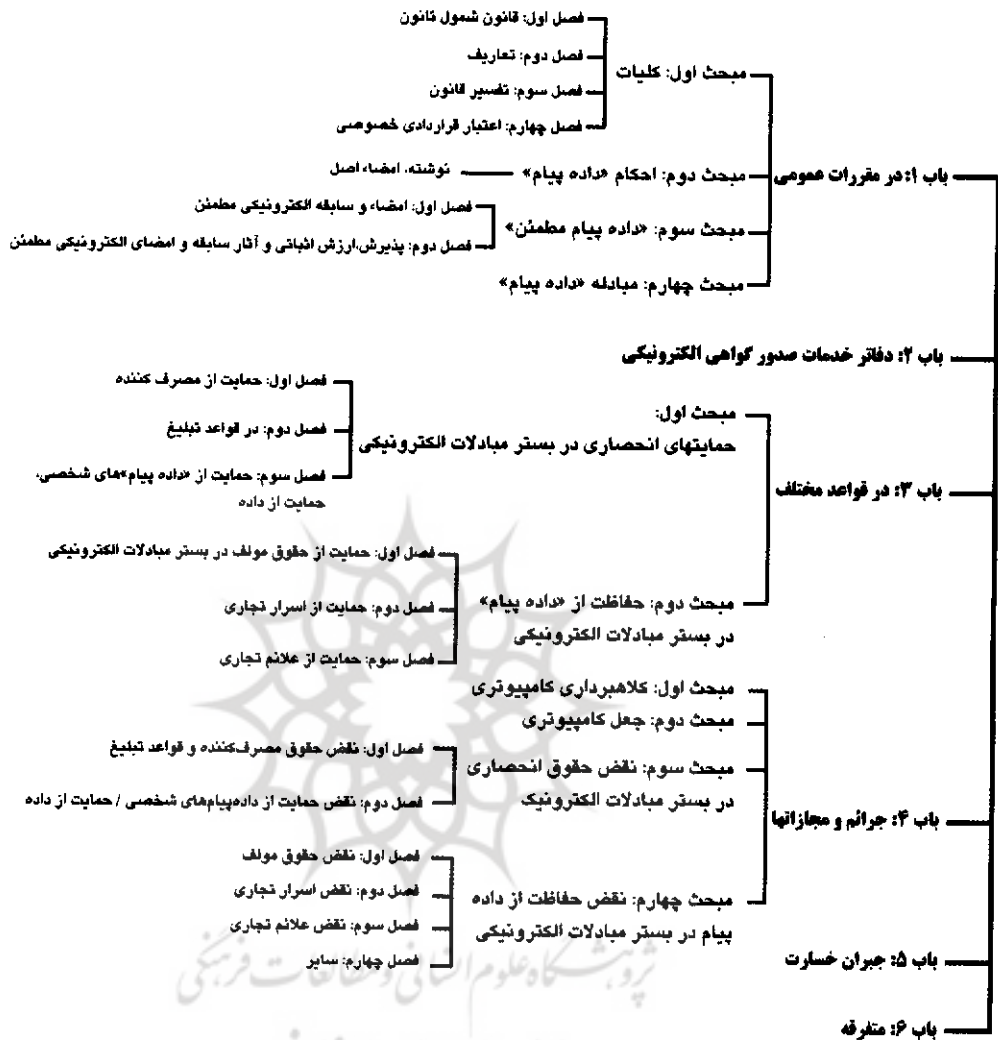 باب ۱: در مقررات عمومی
مبحث اول: کلیات
فصل اول: قانون شمول قانون
فصل دوم: تعاریف
فصل سوم: تفسیر قانون
فصل چهارم: اعتبار قراردادی خصوصی
مبحث دوم: احکام «داده پیام»
نوشته، امضاء، اصل
مبحث سوم: «داده پیام مطمئن»
فصل اول: امضاء و سابقه الکترونیکی مطمئن
فصل دوم: پذیرش، ارزش اثباتی و آثار سابقه و امضای الکترونیکی مطمئن
مبحث چهارم: مبادله «داده پیام»
باب ۲: دفاتر خدمات صدور گواهی الکترونیکی
باب ۳: در قواعد مختلف
مبحث اول:
حمایتهای انحصاری در بستر مبادلات الکترونیکی
فصل اول: حمایت از مصرف کننده
فصل دوم: در قواعد تبلیغ
فصل سوم: حمایت از «داده پیام»های شخصی،
حمایت از داده
مبحث دوم: حفاظت از «داده پیام»
در بستر مبادلات الکترونیکی
فصل اول: حمایت از حقوق مولف در بستر مبادلات الکترونیکی
فصل دوم: حمایت از اسرار تجاری
فصل سوم: حمایت از علائم تجاری
باب ۴: جرائم و مجازاتها
مبحث اول: کلاهبرداری کامپیوتری
مبحث دوم: جعل کامپیوتری
مبحث سوم: نقض حقوق انحصاری
در بستر مبادلات الکترونیک
فصل اول: نقض حقوق مصرف‌کننده و قواعد تبلیغ
فصل دوم: نقض حمایت از داده‌پیام‌های شخصی / حمایت از داده
مبحث چهارم: نقض حفاظت از داده
پیام در بستر مبادلات الکترونیکی
فصل اول: نقض حقوق مولف
فصل دوم: نقض اسرار تجاری
فصل سوم: نقض علائم تجاری
فصل چهارم: سایر
باب ۵: جبران خسارت
باب ۶: متفرقه
پژوهشگاه علوم انسانی و مطالعات فرهنگی